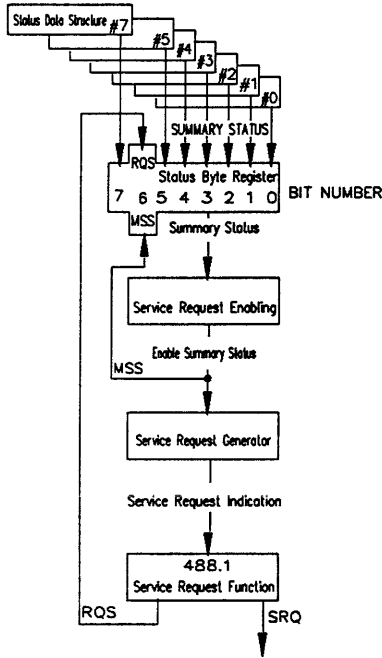 Status Data Structure
#7
#5
#4
#3
#2
#1
#0
SUMMARY STATUS
RQS
Status Byte Register
7 6 5 4 3 2 1 0
BIT NUMBER
MSS
Summary Status
Service Request Enabling
Enable Summary Status
MSS
Service Request Generator
Service Request Indication
488.1
Service Request Function
RQS
SRQ